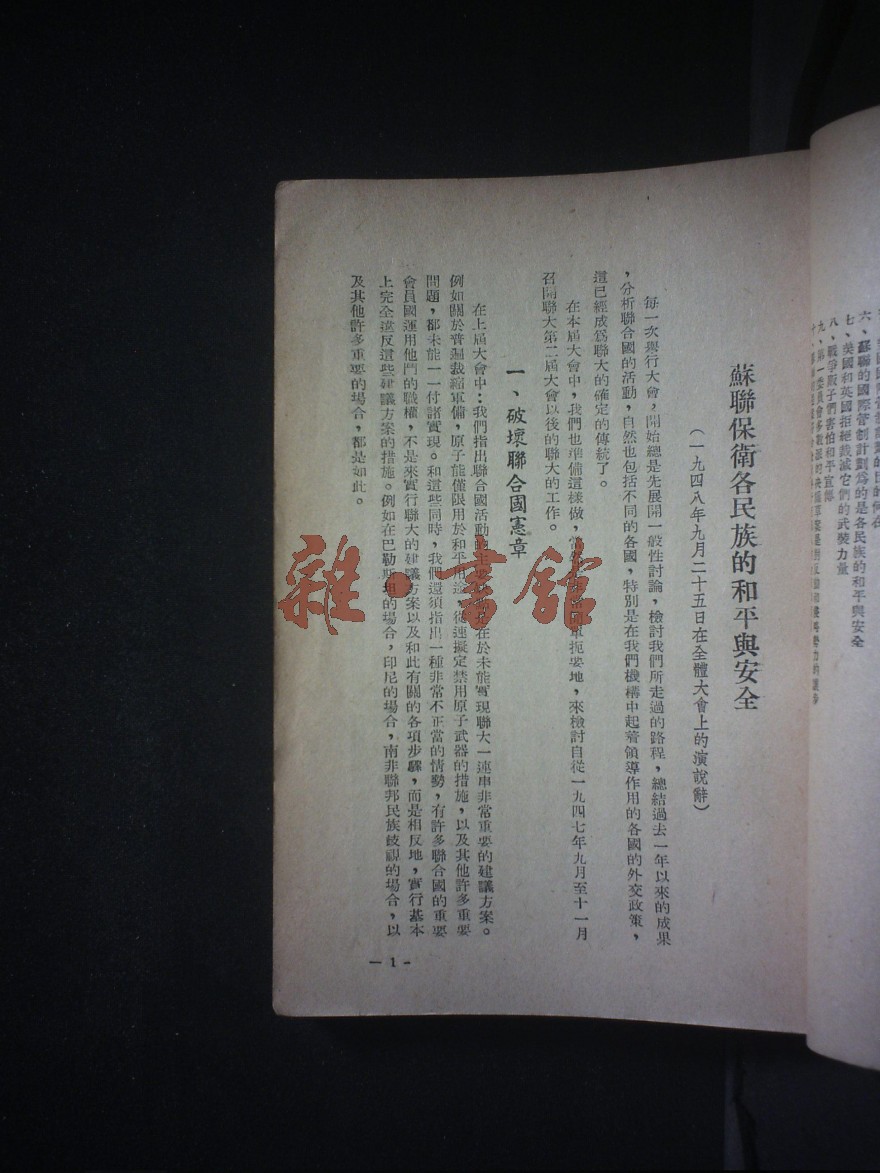 六、蘇聯的國際管制計劃爲的是各民族的和平與安全
七、美國和英國拒絕裁減它們的武裝力量
八、戰爭販子們害怕和平宣傳
蘇聯保衛各民族的和平與安全
（一九四八年九月二十五日在全體大會上的演說辭）
每一次舉行大會，開始總是先展開一般性討論，檢討我們所走過的路程，總結過去一年以來的成果
，分析聯合國的活動，自然也包括不同的各國，特別是在我們機構中起着領導作用的各國的外交政策，
這已經成爲聯大的確定的傳統了。
在本屆大會中，我們也準備這樣做，當 扼要地，來檢討自從一九四七年九月至十一月
召開聯大第二屆大會以後的聯大的工作。
一、破壞聯合國憲章
在上屆大會中：我們指出聯合國活動的主要 在於未能實現聯大一連串非常重要的建議方案。
例如關於普遍裁縮軍備，原子能僅限用於和平用途，從速擬定禁用原子武器的措施，以及其他許多重要
問題，都未能一一付諸實現。和這些同時，我們還須指出一種非常不正當的情勢，有許多聯合國的重要
會員國運用他們的職權，不是來實行聯大的建議方案以及和此有關的各項步驟，而是相反地，實行基本
上完全違反這些建議方案的措施。例如在巴勒斯坦的場合，印尼的場合，南非聯邦民族歧視的場合，以
及其他許多重要的場合，都是如此。
— 1 -
雜·書館